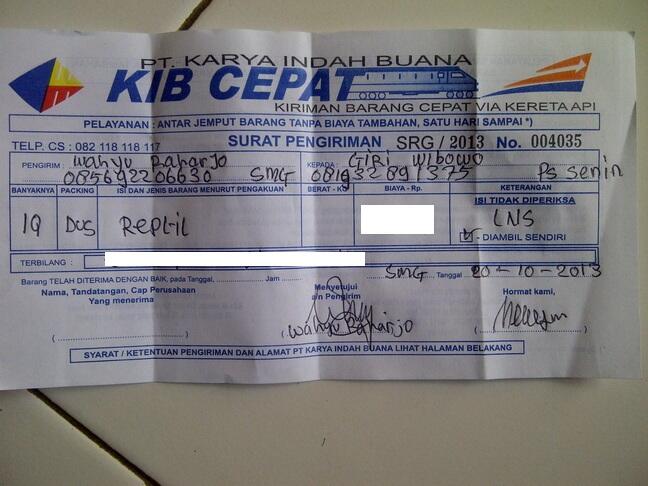 PT. KARYA INDAH BUANA
KIB CEPAT
KIRIMAN BARANG CEPAT VIA KERETA API
PELAYANAN : ANTAR JEMPUT BARANG TANPA BIAYA TAMBAHAN, SATU HARI SAMPAI *)
TELP. CS : 082 118 118 117 SURAT PENGIRIMAN SRG / 2013 No. 004035
PENGIRIM : Wahyu Raharjo KEPADA : GIRI Wibowo
085692206630 SMG 081932891375 Ps Senin
BANYAKNYA PACKING ISI DAN JENIS BARANG MENURUT PENGAKUAN BERAT - KG BIAYA - Rp. KETERANGAN
ISI TIDAK DIPERIKSA
DUS REPtil LNS
- DIAMBIL SENDIRI
TERBILANG :
Barang TELAH DITERIMA DENGAN BAIK, pada Tanggal, Jam SMG Tanggal 20-10-2013
Nama, Tandatangan, Cap Perusahaan Menyetujui Hormat kami,
Yang menerima a/n Pengirim
Wahyu Raharjo
SYARAT / KETENTUAN PENGIRIMAN DAN ALAMAT PT KARYA INDAH BUANA LIHAT HALAMAN BELAKANG